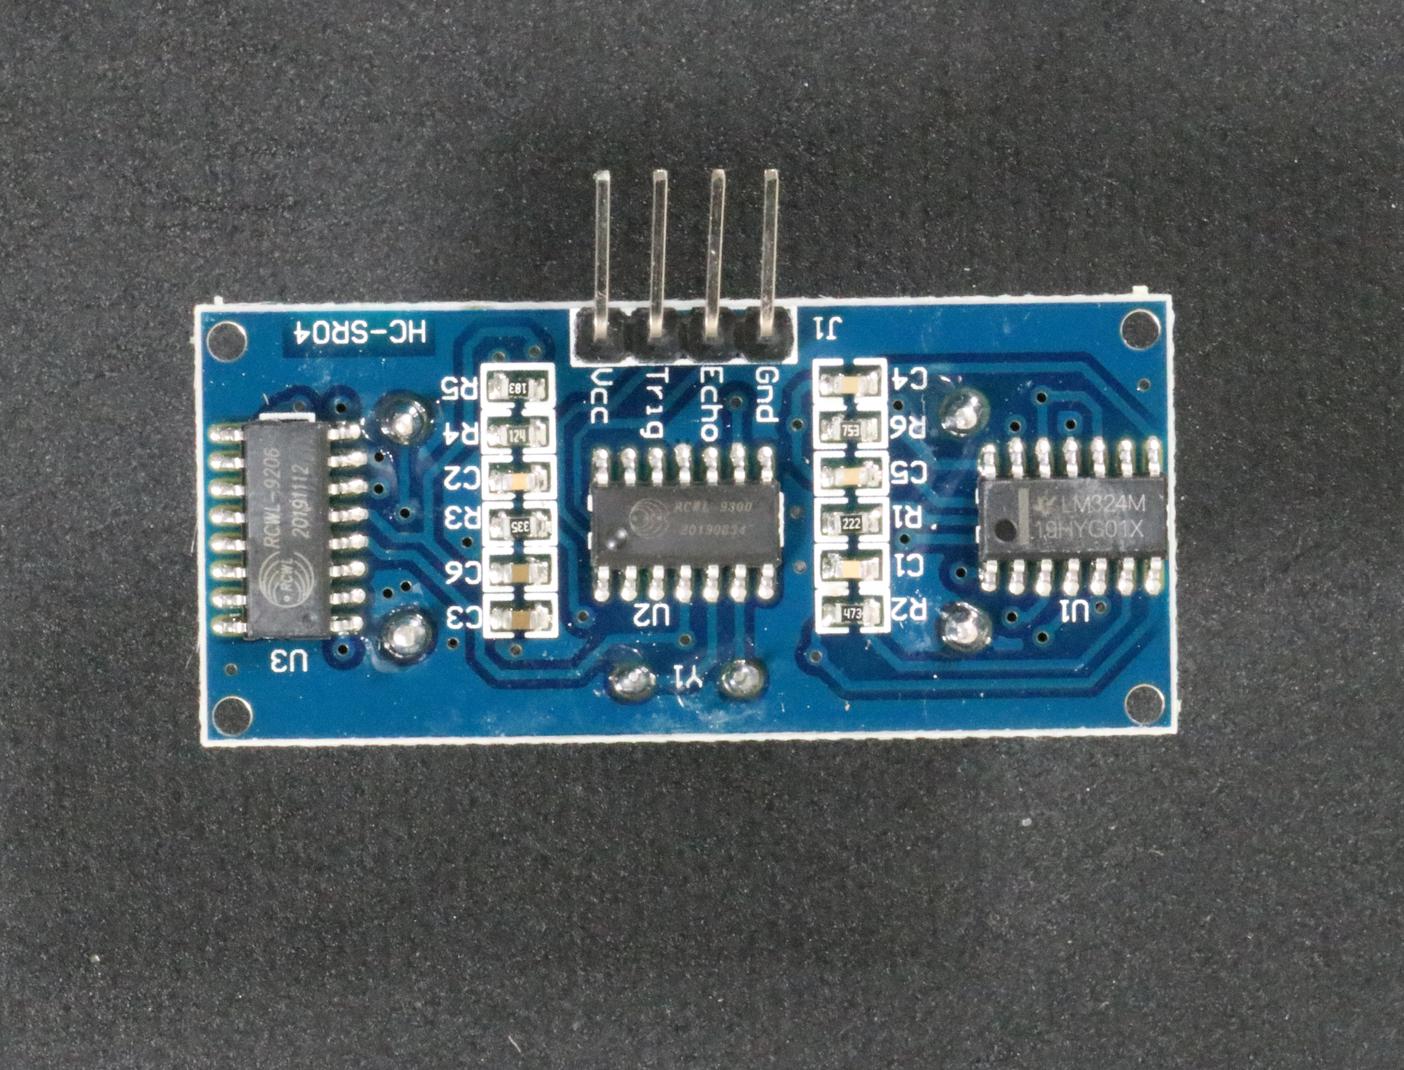 HC-SR04
J1
Vcc
Trig
Echo
Gnd
R5
183
R4
124
C2
R3
335
C6
C3
C4
R6
753
C5
R1
222
C1
R2
473
RCWL-9206
20191112
RCWL
U3
RCWL 9300
20190834
U2
Y1
LM324M
19HYG01X
U1